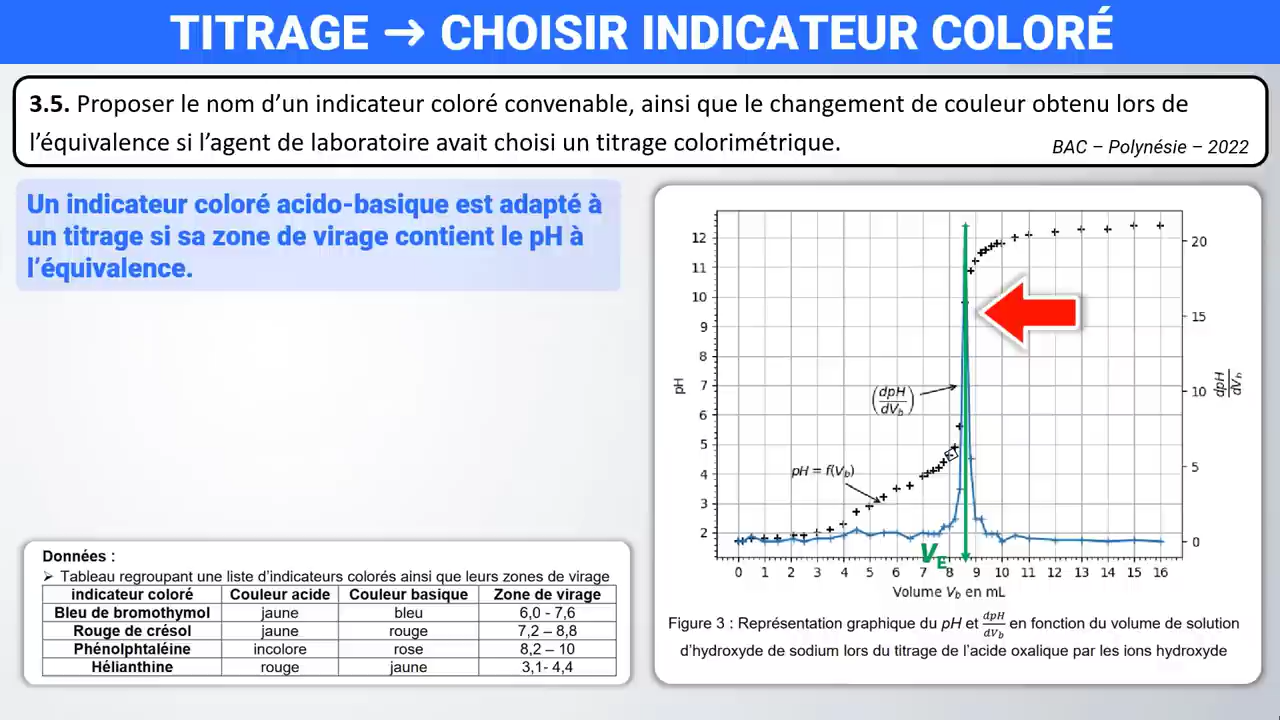 TITRAGE → CHOISIR INDICATEUR COLORÉ
3.5. Proposer le nom d’un indicateur coloré convenable, ainsi que le changement de couleur obtenu lors de
l’équivalence si l’agent de laboratoire avait choisi un titrage colorimétrique.
BAC – Polynésie – 2022
Un indicateur coloré acido-basique est adapté à
un titrage si sa zone de virage contient le pH à
l’équivalence.
Données :
➢ Tableau regroupant une liste d’indicateurs colorés ainsi que leurs zones de virage
indicateur coloré Couleur acide Couleur basique Zone de virage
Bleu de bromothymol jaune bleu 6,0 - 7,6
Rouge de crésol jaune rouge 7,2 – 8,8
Phénolphtaléine incolore rose 8,2 – 10
Hélianthine rouge jaune 3,1- 4,4
12
11
10
9
8
7
6
5
4
3
2
pH
20
15
10
5
0
dpH
dVb
(dpH
dVb)
pH = f(Vb)
VE
0 1 2 3 4 5 6 7 8 9 10 11 12 13 14 15 16
Volume Vb en mL
Figure 3 : Représentation graphique du pH et dpH/dVb en fonction du volume de solution
d’hydroxyde de sodium lors du titrage de l’acide oxalique par les ions hydroxyde